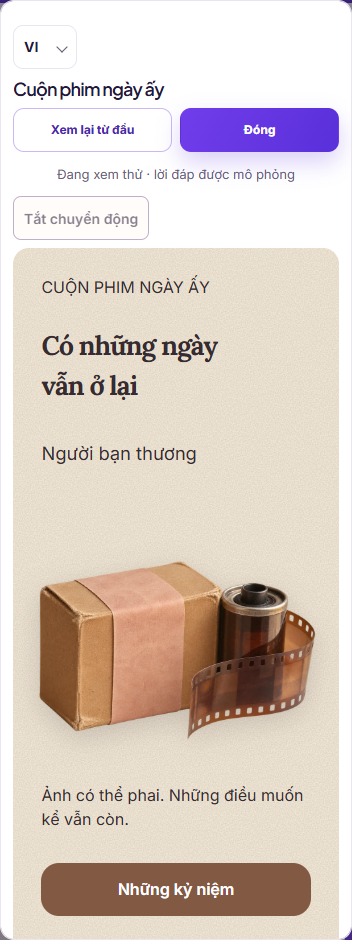 VI
Cuộn phim ngày ấy
Xem lại từ đầu
Đóng
Đang xem thử · lời đáp được mô phỏng
Tắt chuyển động
CUỘN PHIM NGÀY ẤY
Có những ngày
vẫn ở lại
Người bạn thương
Ảnh có thể phai. Những điều muốn
kể vẫn còn.
Những kỷ niệm